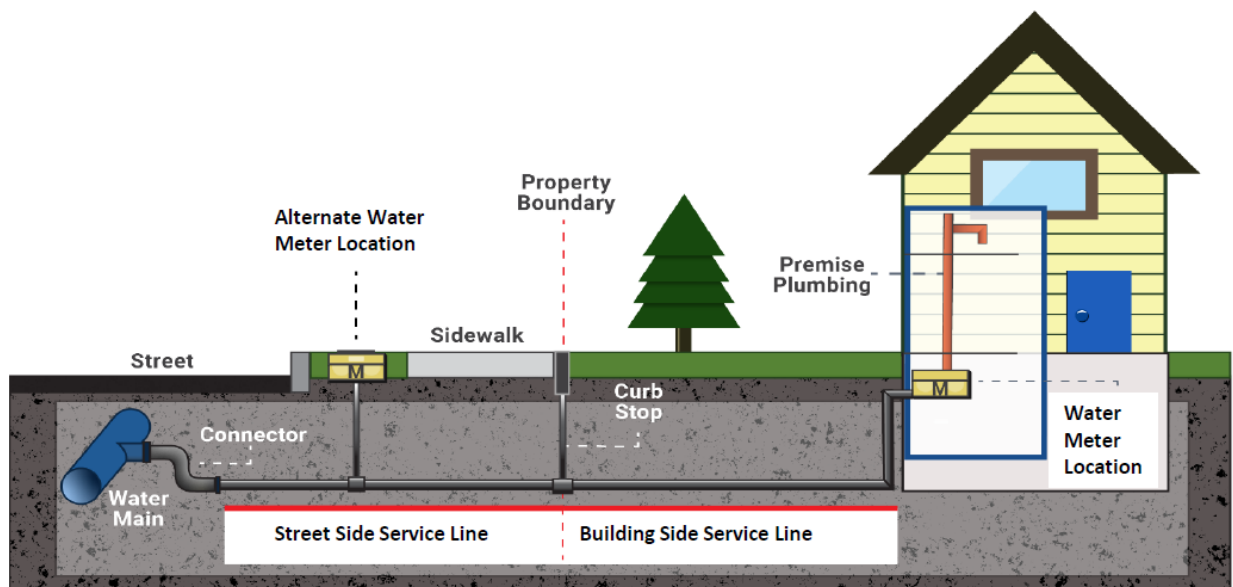 Property
Boundary
Alternate Water
Meter Location
Premise
Plumbing
Sidewalk
Street
M
M
Curb
Stop
Water
Meter
Location
Connector
Water
Main
Street Side Service Line
Building Side Service Line